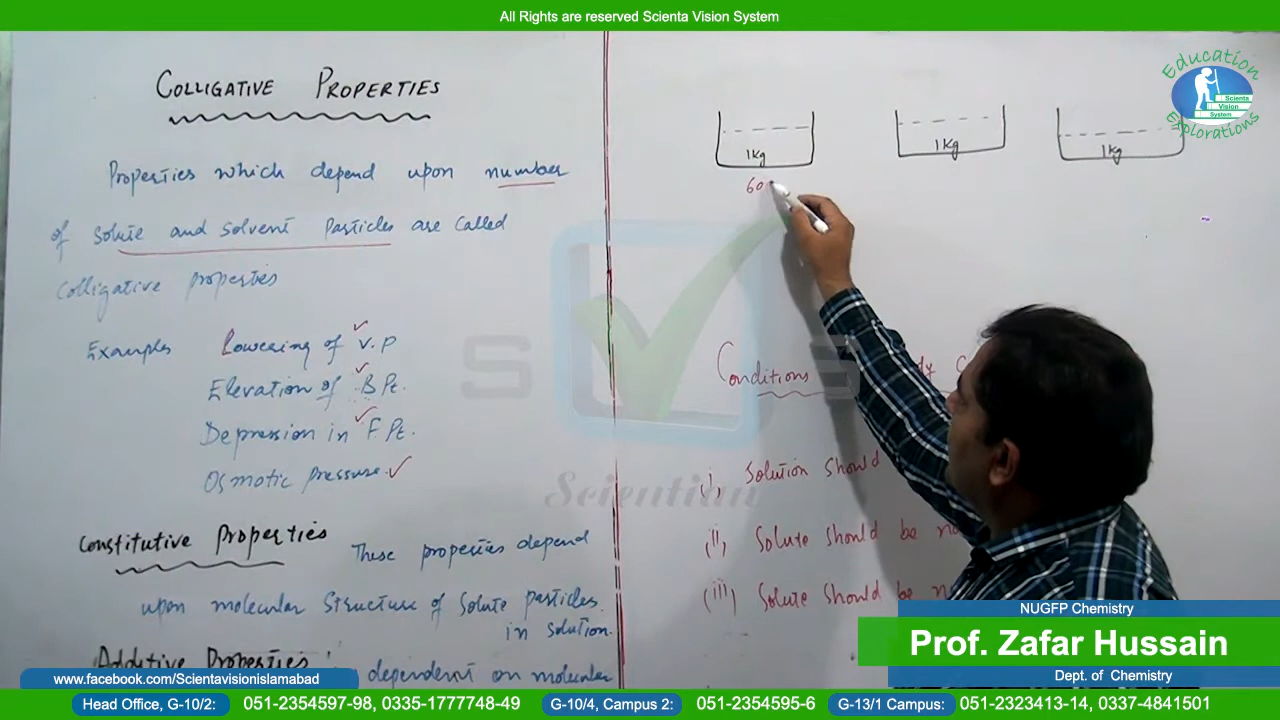 All Rights are reserved Scienta Vision System
COLLIGATIVE PROPERTIES
Properties which depend upon number
of solute and solvent Particles are called
Colligative properties
Examples Lowering of V.P
Elevation of B Pt.
Depression in F. Pt.
Osmotic pressure.
Constitutive Properties These properties depend
upon molecular structure of solute particles
in solution.
Additive Properties: dependent on molecular
1Kg
1Kg
1Kg
60
Conditions
(i) Solution should
(ii) Solute should be
(iii) Solute should be
Education
Scienta
Vision
System
Explorations
S S
Scientian
NUGFP Chemistry
Prof. Zafar Hussain
Dept. of Chemistry
www.facebook.com/Scientavisionislamabad
Head Office, G-10/2: 051-2354597-98, 0335-1777748-49 G-10/4, Campus 2: 051-2354595-6 G-13/1 Campus: 051-2323413-14, 0337-4841501